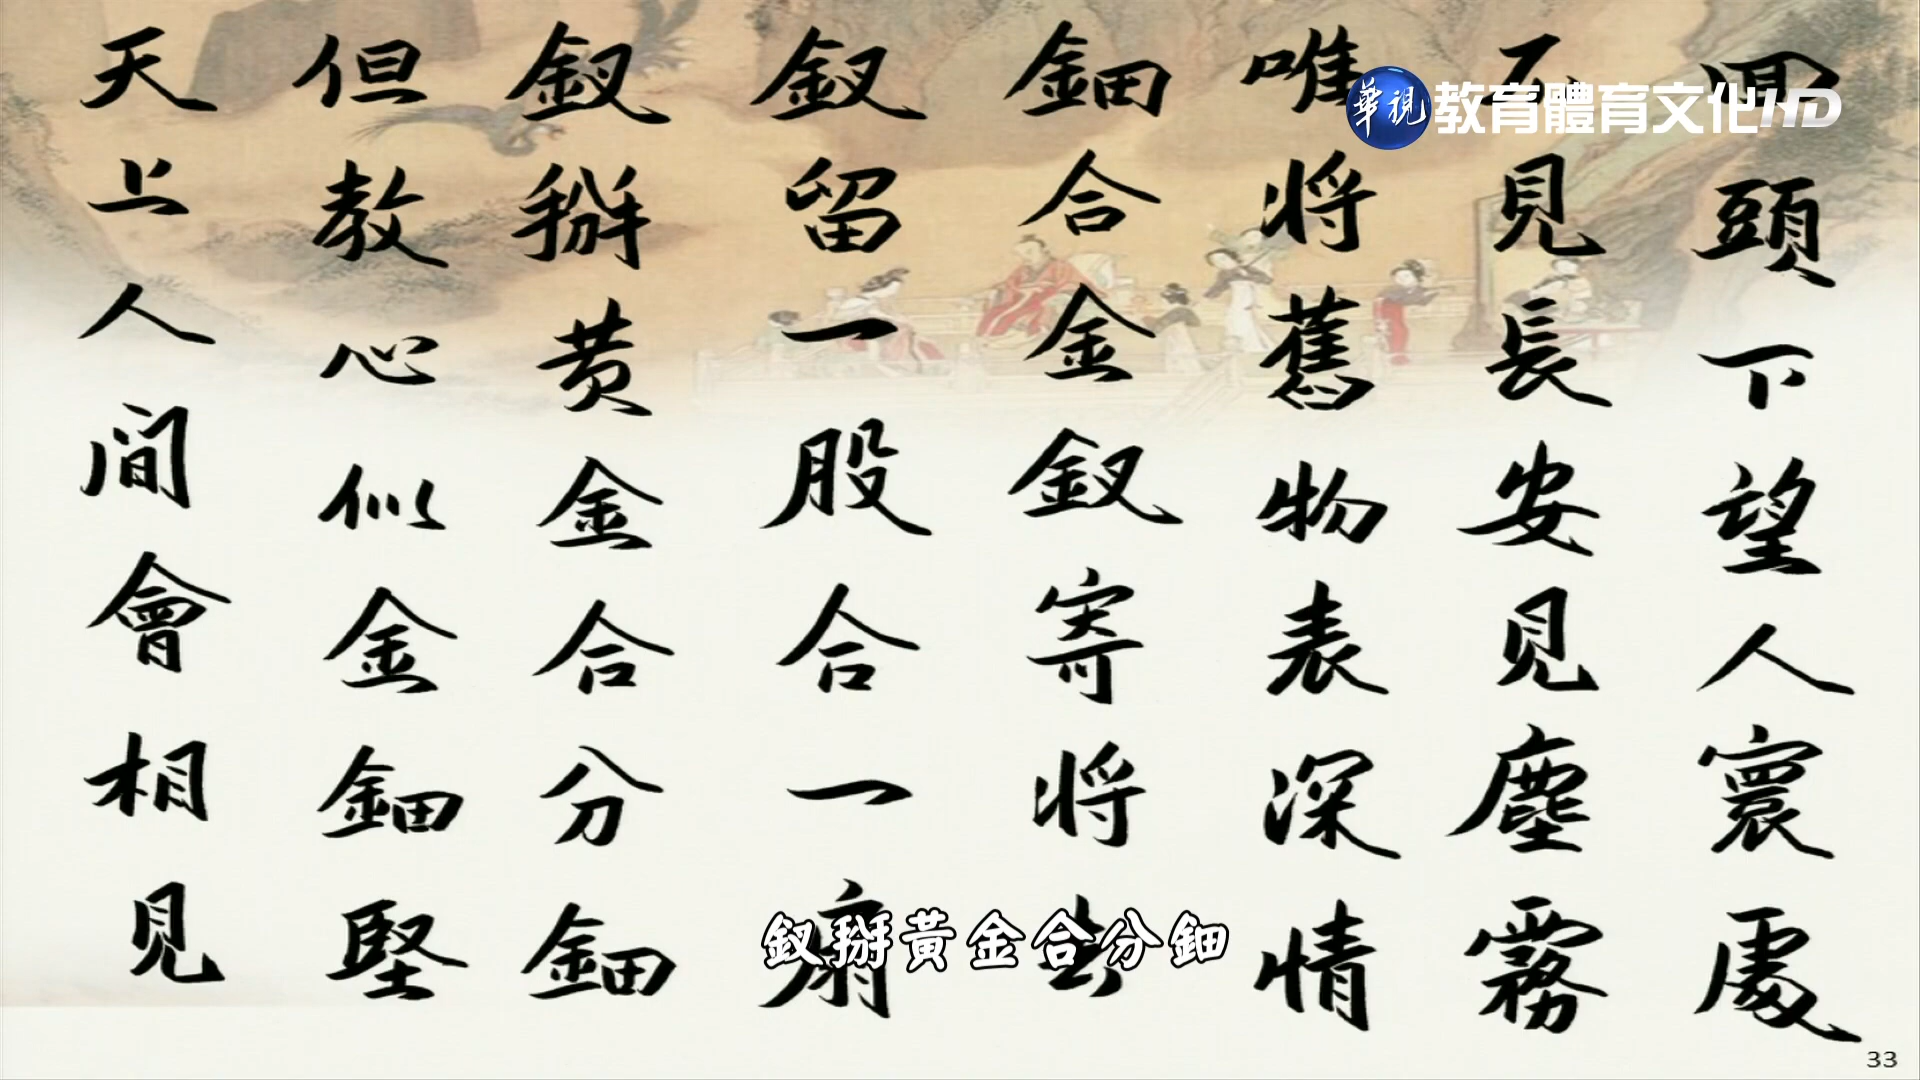 回頭下望人寰處
不見長安見塵霧
唯將舊物表深情
鈿合金釵寄將去
釵留一股合一扇
釵擘黃金合分鈿
但教心似金鈿堅
天上人間會相見
華視 教育體育文化HD
釵掰黃金合分鈿
33